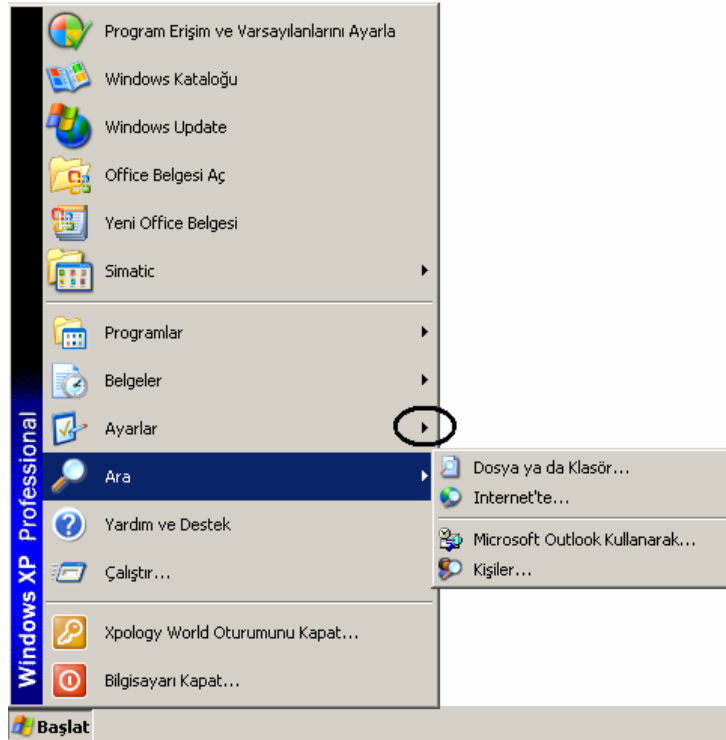 Program Erişim ve Varsayılanlarını Ayarla
Windows Kataloğu
Windows Update
Office Belgesi Aç
Yeni Office Belgesi
Simatic
Programlar
Belgeler
Ayarlar
Ara
Yardım ve Destek
Çalıştır...
Xpology World Oturumunu Kapat...
Bilgisayarı Kapat...
Windows XP Professional
Dosya ya da Klasör...
Internet'te...
Microsoft Outlook Kullanarak...
Kişiler...
Başlat